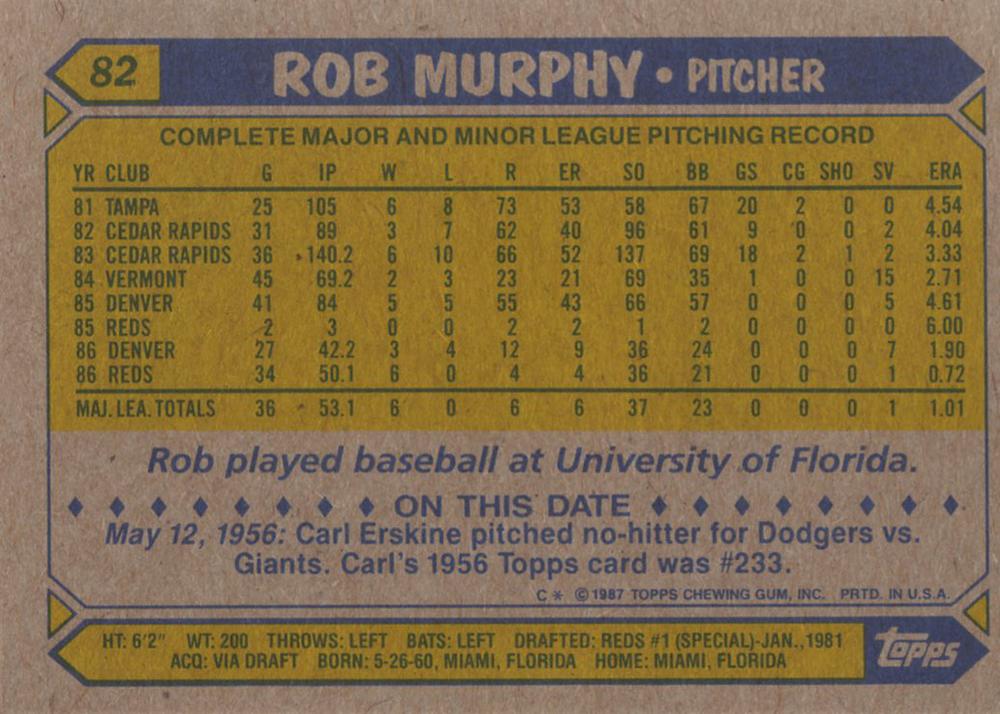 82 ROB MURPHY • PITCHER
COMPLETE MAJOR AND MINOR LEAGUE PITCHING RECORD
YR CLUB G IP W L R ER SO BB GS CG SHO SV ERA
81 TAMPA 25 105 6 8 73 53 58 67 20 2 0 0 4.54
82 CEDAR RAPIDS 31 89 3 7 62 40 96 61 9 0 0 2 4.04
83 CEDAR RAPIDS 36 140.2 6 10 66 52 137 69 18 2 1 2 3.33
84 VERMONT 45 69.2 2 3 23 21 69 35 1 0 0 15 2.71
85 DENVER 41 84 5 5 55 43 66 57 0 0 0 5 4.61
85 REDS 2 3 0 0 2 2 1 2 0 0 0 0 6.00
86 DENVER 27 42.2 3 4 12 9 36 24 0 0 0 7 1.90
86 REDS 34 50.1 6 0 4 4 36 21 0 0 0 1 0.72
MAJ. LEA. TOTALS 36 53.1 6 0 6 6 37 23 0 0 0 1 1.01
Rob played baseball at University of Florida.
♦ ♦ ♦ ♦ ♦ ♦ ♦ ♦ ♦ ON THIS DATE ♦ ♦ ♦ ♦ ♦ ♦ ♦ ♦ ♦
May 12, 1956: Carl Erskine pitched no-hitter for Dodgers vs.
Giants. Carl's 1956 Topps card was #233.
C* ©1987 TOPPS CHEWING GUM, INC. PRTD. IN U.S.A.
HT: 6'2" WT: 200 THROWS: LEFT BATS: LEFT DRAFTED: REDS #1 (SPECIAL)-JAN., 1981
ACQ: VIA DRAFT BORN: 5-26-60, MIAMI, FLORIDA HOME: MIAMI, FLORIDA
topps